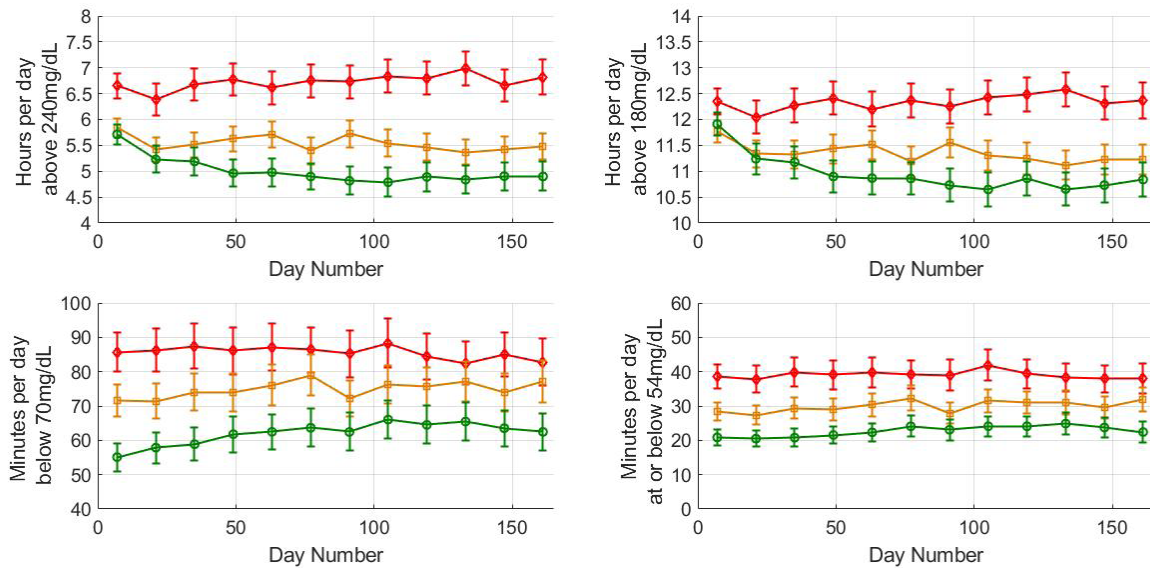 Hours per day
above 240mg/dL
8
7.5
7
6.5
6
5.5
5
4.5
4
0 50 100 150
Day Number
Hours per day
above 180mg/dL
14
13.5
13
12.5
12
11.5
11
10.5
10
0 50 100 150
Day Number
Minutes per day
below 70mg/dL
100
90
80
70
60
50
40
0 50 100 150
Day Number
Minutes per day
at or below 54mg/dL
60
50
40
30
20
10
0
0 50 100 150
Day Number